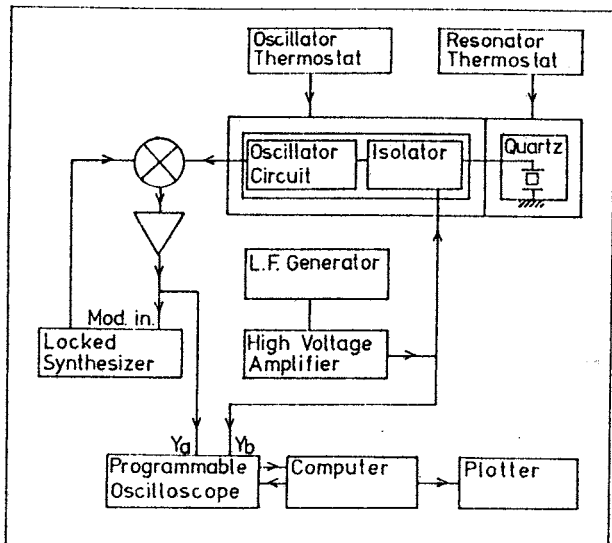 Oscillator
Thermostat
Resonator
Thermostat
Oscillator
Circuit
Isolator
Quartz
L.F. Generator
Mod. in.
Locked
Synthesizer
High Voltage
Amplifier
Ya
Yb
Programmable
Oscilloscope
Computer
Plotter